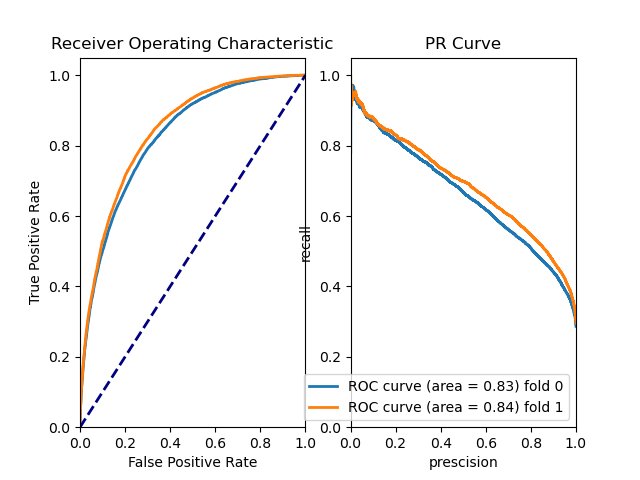 Receiver Operating Characteristic
True Positive Rate
1.0
0.8
0.6
0.4
0.2
0.0
0.0 0.2 0.4 0.6 0.8 1.0
False Positive Rate
PR Curve
recall
1.0
0.8
0.6
0.4
0.2
0.0
ROC curve (area = 0.83) fold 0
ROC curve (area = 0.84) fold 1
0.0 0.2 0.4 0.6 0.8 1.0
prescision